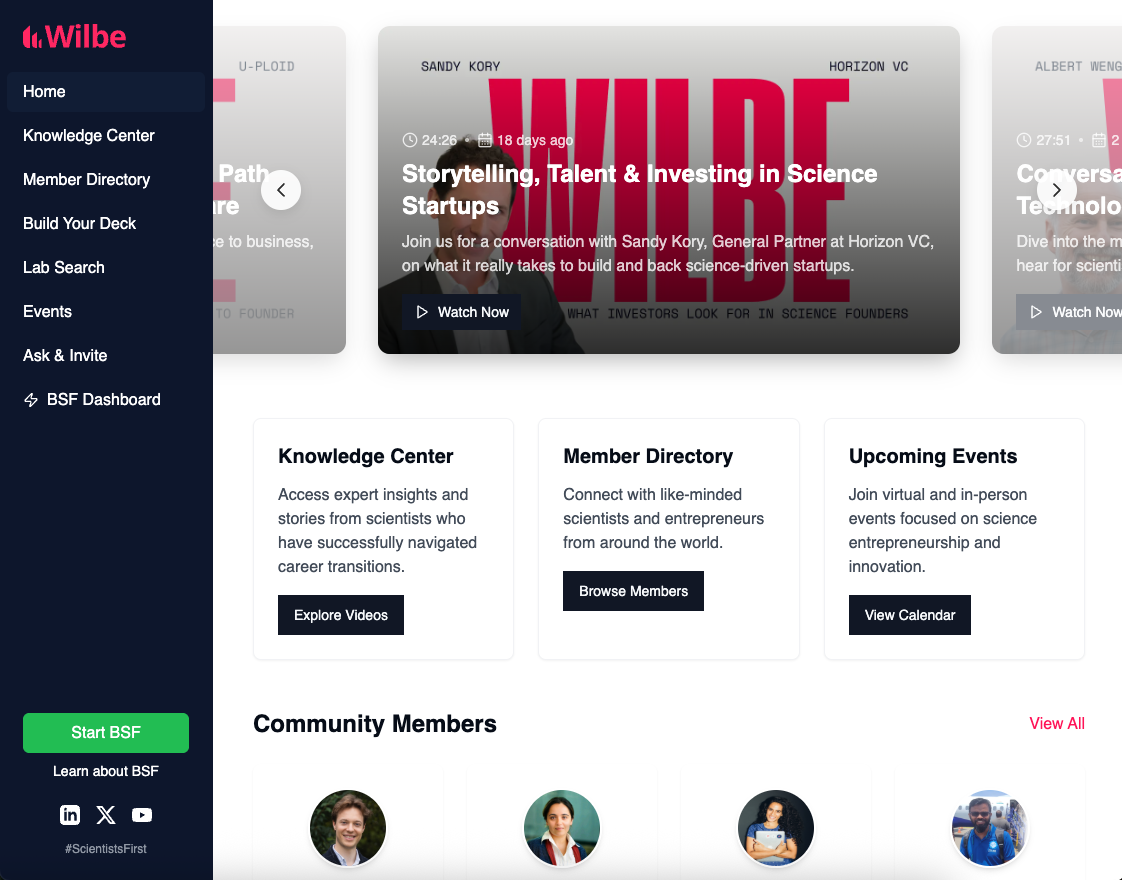 Wilbe
Home
Knowledge Center
Member Directory
Build Your Deck
Lab Search
Events
Ask & Invite
BSF Dashboard
Start BSF
Learn about BSF
#ScientistsFirst
U-PLOID
Path
ce to business,
TO FOUNDER
SANDY KORY
HORIZON VC
WILBE
24:26 • 18 days ago
Storytelling, Talent & Investing in Science
Startups
Join us for a conversation with Sandy Kory, General Partner at Horizon VC,
on what it really takes to build and back science-driven startups.
Watch Now
WHAT INVESTORS LOOK FOR IN SCIENCE FOUNDERS
ALBERT WENG
27:51 • 2
Conversa
Technolo
Dive into the m
hear for scienti
Watch Now
Knowledge Center
Access expert insights and
stories from scientists who
have successfully navigated
career transitions.
Explore Videos
Member Directory
Connect with like-minded
scientists and entrepreneurs
from around the world.
Browse Members
Upcoming Events
Join virtual and in-person
events focused on science
entrepreneurship and
innovation.
View Calendar
Community Members
View All